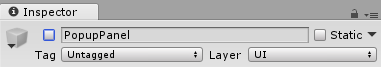 Inspector
PopupPanel Static
Tag Untagged Layer UI